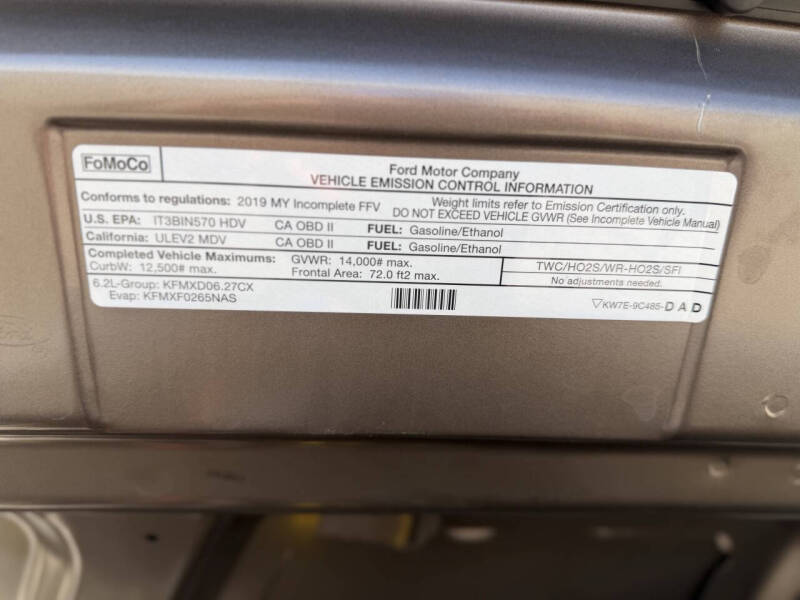 FoMoCo
Ford Motor Company
VEHICLE EMISSION CONTROL INFORMATION
Conforms to regulations: 2019 MY Incomplete FFV
Weight limits refer to Emission Certification only.
DO NOT EXCEED VEHICLE GVWR (See Incomplete Vehicle Manual)
U.S. EPA: IT3BIN570 HDV CA OBD II FUEL: Gasoline/Ethanol
California: ULEV2 MDV CA OBD II FUEL: Gasoline/Ethanol
Completed Vehicle Maximums: GVWR: 14,000# max.
CurbW: 12,500# max. Frontal Area: 72.0 ft2 max.
TWC/HO2S/WR-HO2S/SFI
No adjustments needed.
6.2L-Group: KFMXD06.27CX
Evap: KFMXF0265NAS
▽KW7E-9C485-DAD